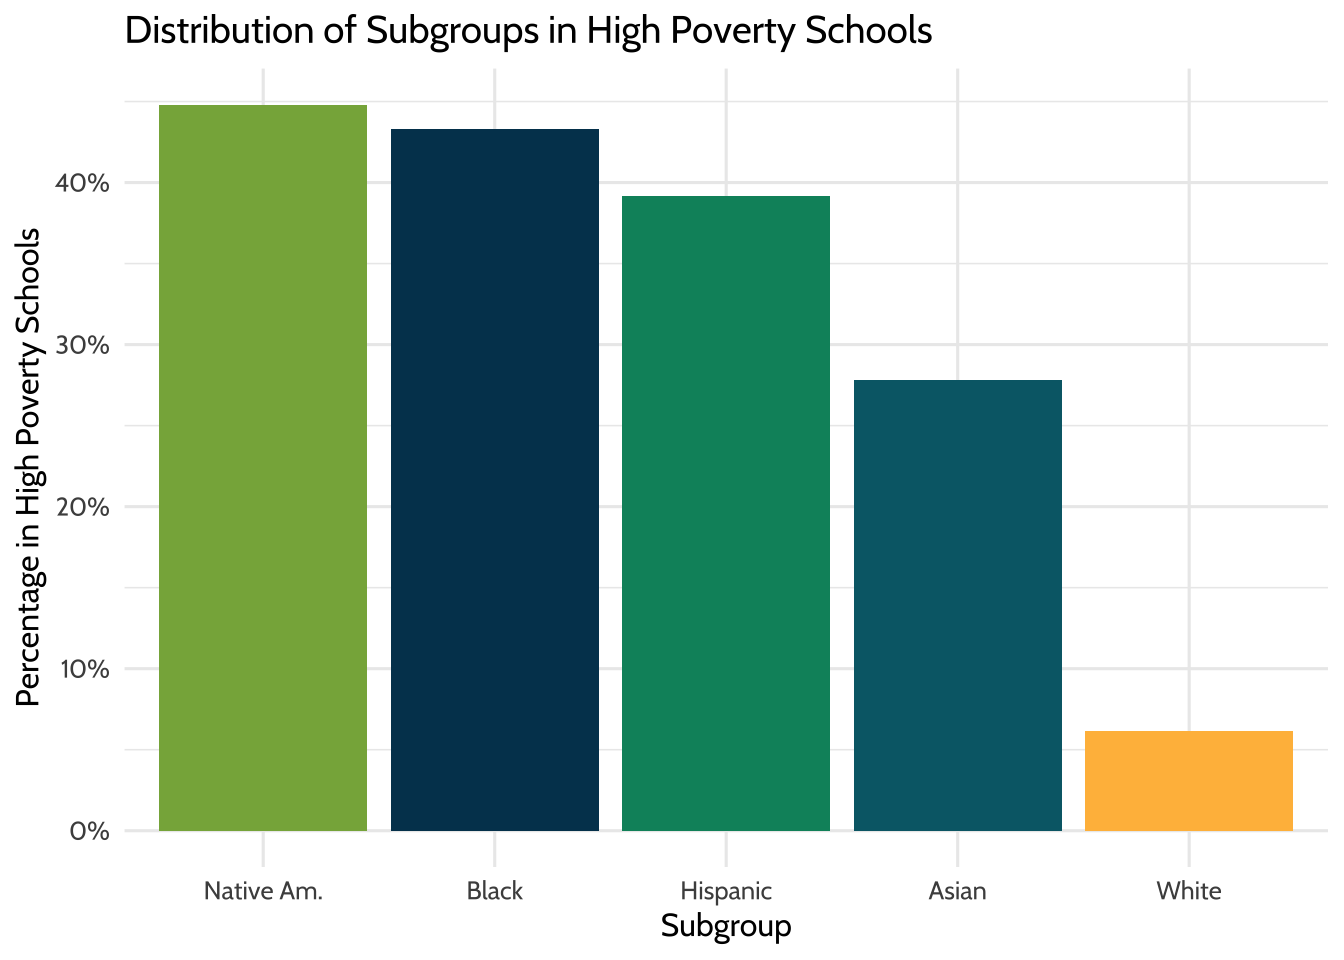 Distribution of Subgroups in High Poverty Schools
Percentage in High Poverty Schools
40%
30%
20%
10%
0%
Native Am.
Black
Hispanic
Asian
White
Subgroup